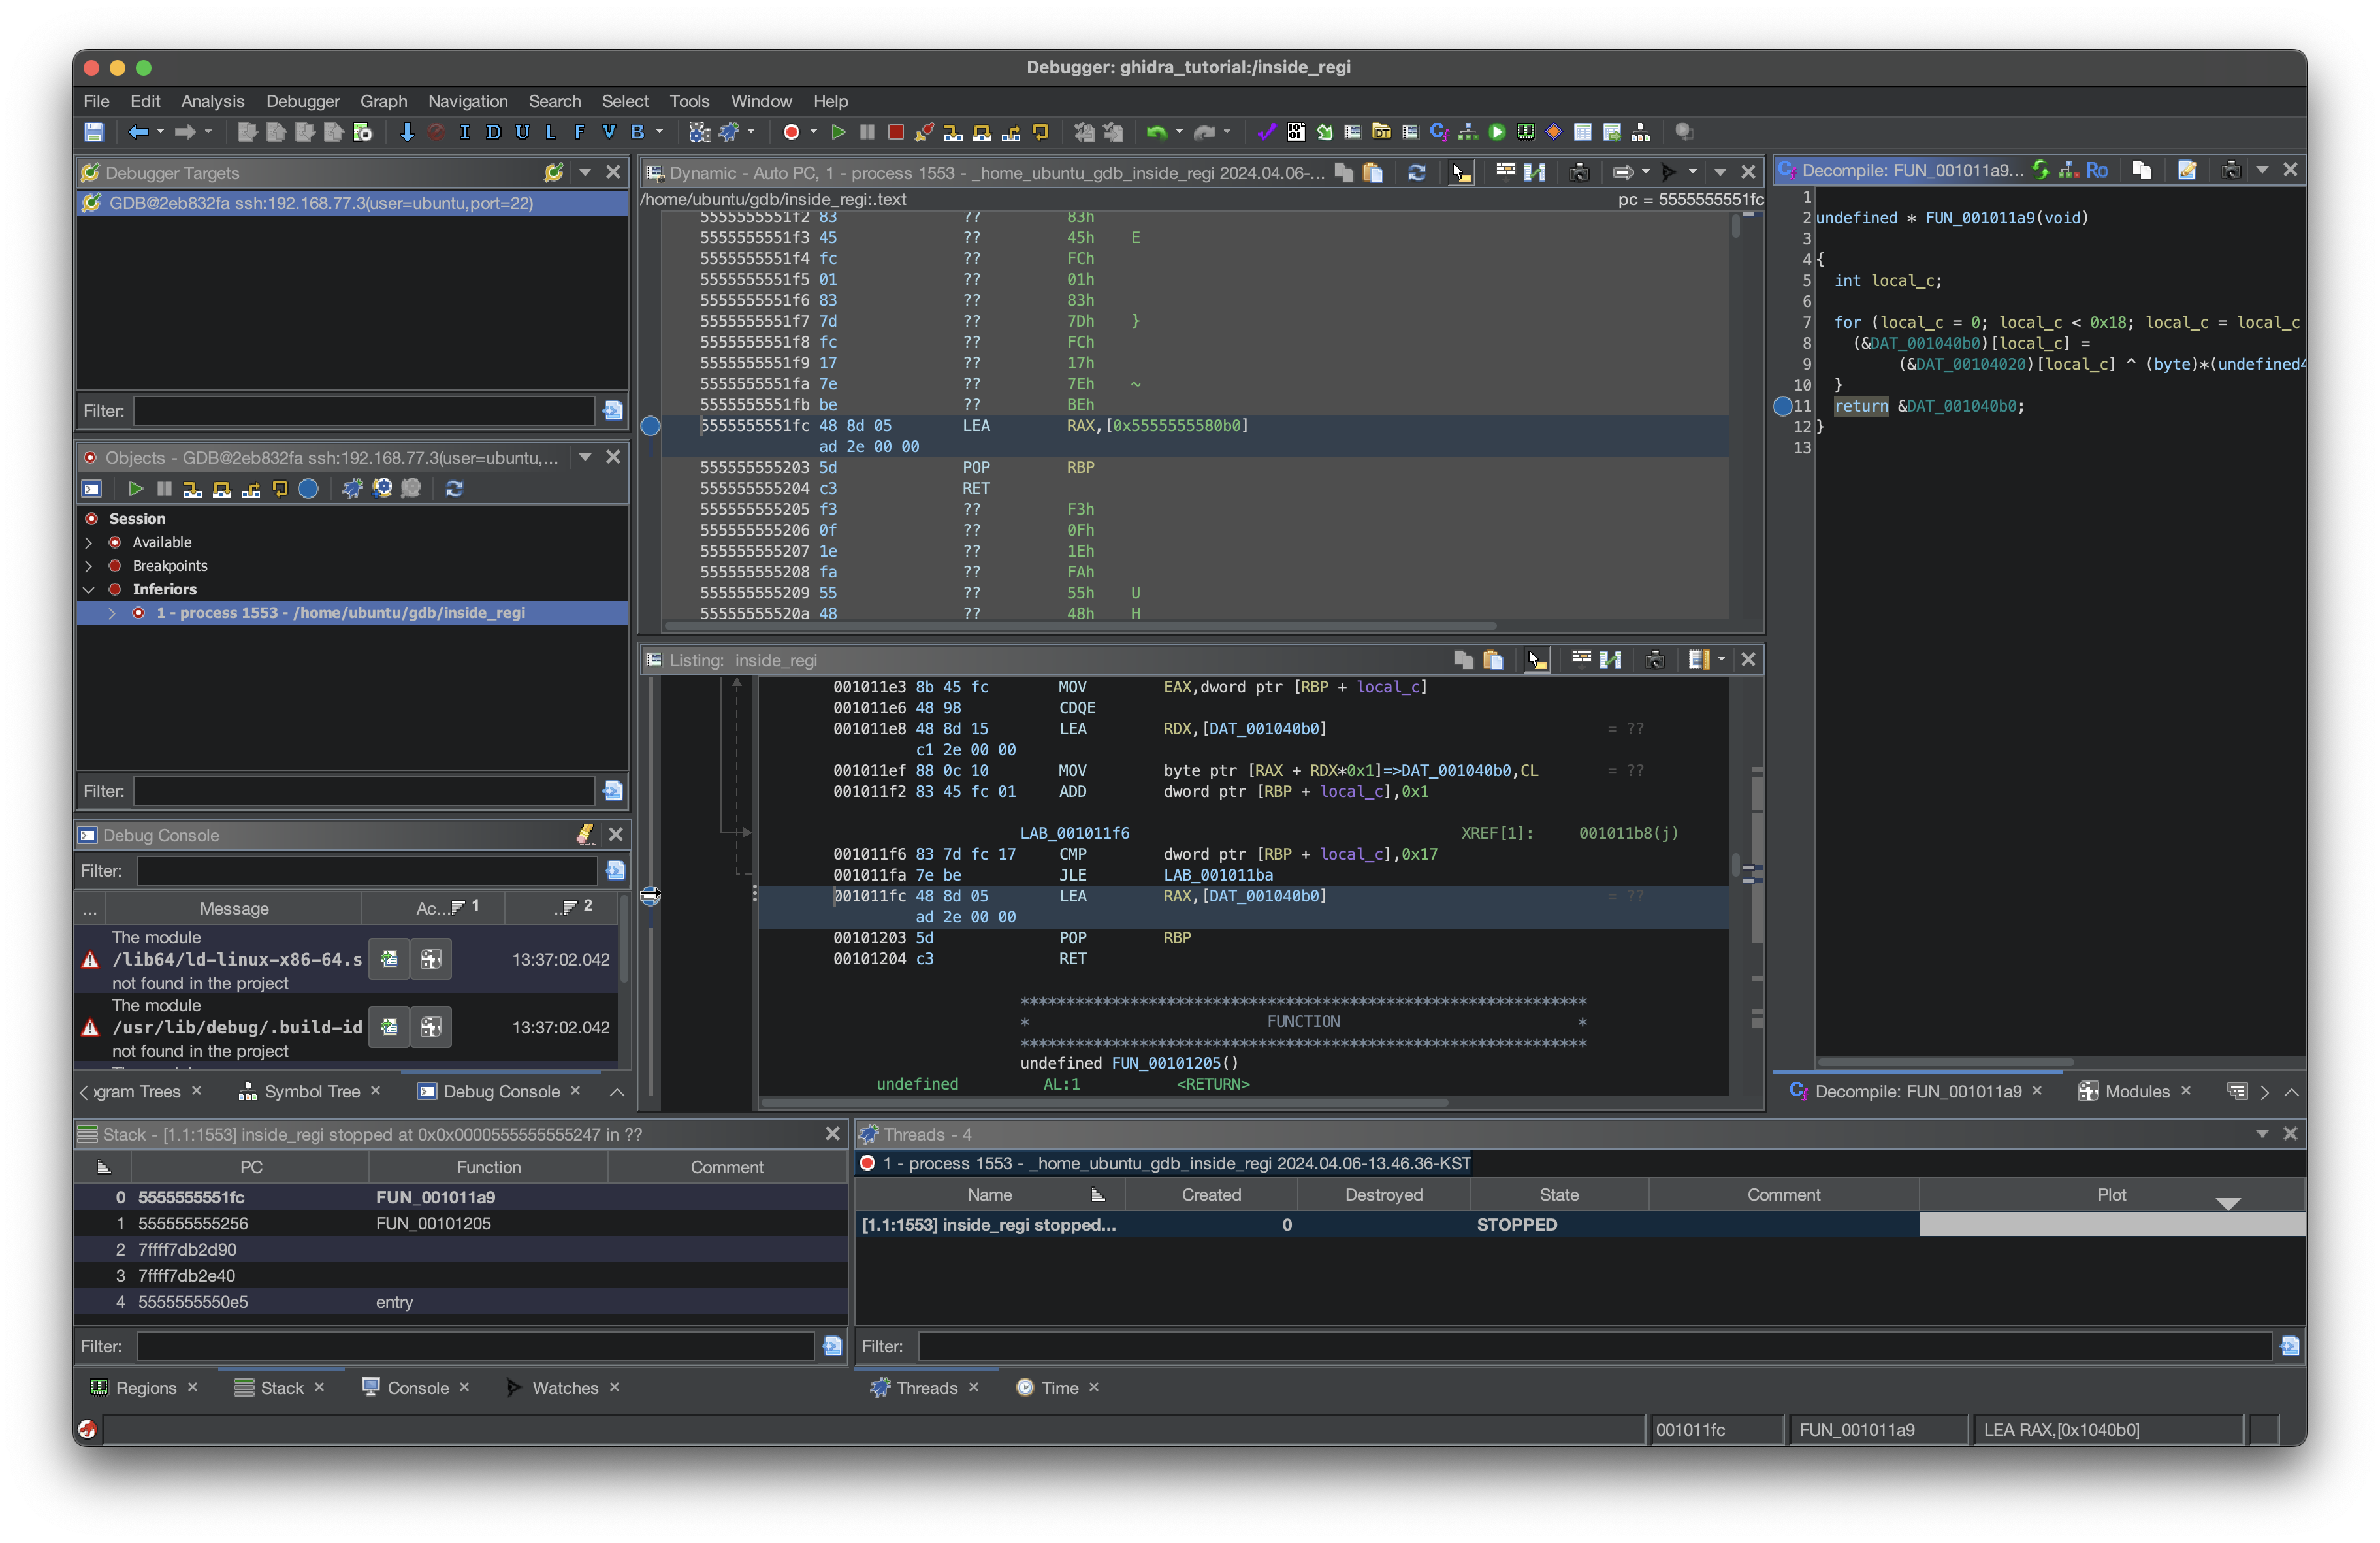 Debugger: ghidra_tutorial:/inside_regi
File Edit Analysis Debugger Graph Navigation Search Select Tools Window Help
I D U L F V B
Debugger Targets
GDB@2eb832fa ssh:192.168.77.3(user=ubuntu,port=22)
Filter:
Objects - GDB@2eb832fa ssh:192.168.77.3(user=ubuntu,...
Session
Available
Breakpoints
Inferiors
1 - process 1553 - /home/ubuntu/gdb/inside_regi
Filter:
Debug Console
Filter:
... Message Ac... 1 .. 2
The module
/lib64/ld-linux-x86-64.s
not found in the project
13:37:02.042
The module
/usr/lib/debug/.build-id
not found in the project
13:37:02.042
ogram Trees Symbol Tree Debug Console
Dynamic - Auto PC, 1 - process 1553 - _home_ubuntu_gdb_inside_regi 2024.04.06-...
/home/ubuntu/gdb/inside_regi:.text pc = 5555555551fc
5555555551f2 83 ?? 83h
5555555551f3 45 ?? 45h E
5555555551f4 fc ?? FCh
5555555551f5 01 ?? 01h
5555555551f6 83 ?? 83h
5555555551f7 7d ?? 7Dh }
5555555551f8 fc ?? FCh
5555555551f9 17 ?? 17h
5555555551fa 7e ?? 7Eh ~
5555555551fb be ?? BEh
5555555551fc 48 8d 05 LEA RAX,[0x5555555580b0]
ad 2e 00 00
555555555203 5d POP RBP
555555555204 c3 RET
555555555205 f3 ?? F3h
555555555206 0f ?? 0Fh
555555555207 1e ?? 1Eh
555555555208 fa ?? FAh
555555555209 55 ?? 55h U
55555555520a 48 ?? 48h H
Listing: inside_regi
001011e3 8b 45 fc MOV EAX,dword ptr [RBP + local_c]
001011e6 48 98 CDQE
001011e8 48 8d 15 LEA RDX,[DAT_001040b0] = ??
c1 2e 00 00
001011ef 88 0c 10 MOV byte ptr [RAX + RDX*0x1]=>DAT_001040b0,CL = ??
001011f2 83 45 fc 01 ADD dword ptr [RBP + local_c],0x1
LAB_001011f6 XREF[1]: 001011b8(j)
001011f6 83 7d fc 17 CMP dword ptr [RBP + local_c],0x17
001011fa 7e be JLE LAB_001011ba
001011fc 48 8d 05 LEA RAX,[DAT_001040b0] = ??
ad 2e 00 00
00101203 5d POP RBP
00101204 c3 RET
**************************************************************
* FUNCTION *
**************************************************************
undefined FUN_00101205()
undefined AL:1 <RETURN>
Decompile: FUN_001011a9... Ro
1
2 undefined * FUN_001011a9(void)
3
4 {
5 int local_c;
6
7 for (local_c = 0; local_c < 0x18; local_c = local_c
8 (&DAT_001040b0)[local_c] =
9 (&DAT_00104020)[local_c] ^ (byte)*(undefined4
10 }
11 return &DAT_001040b0;
12 }
13
Decompile: FUN_001011a9 Modules
Stack - [1.1:1553] inside_regi stopped at 0x0x0000555555555247 in ??
PC Function Comment
0 5555555551fc FUN_001011a9
1 555555555256 FUN_00101205
2 7ffff7db2d90
3 7ffff7db2e40
4 5555555550e5 entry
Filter:
Regions Stack Console Watches
Threads - 4
1 - process 1553 - _home_ubuntu_gdb_inside_regi 2024.04.06-13.46.36-KST
Name Created Destroyed State Comment Plot
[1.1:1553] inside_regi stopped... 0 STOPPED
Filter:
Threads Time
001011fc FUN_001011a9 LEA RAX,[0x1040b0]